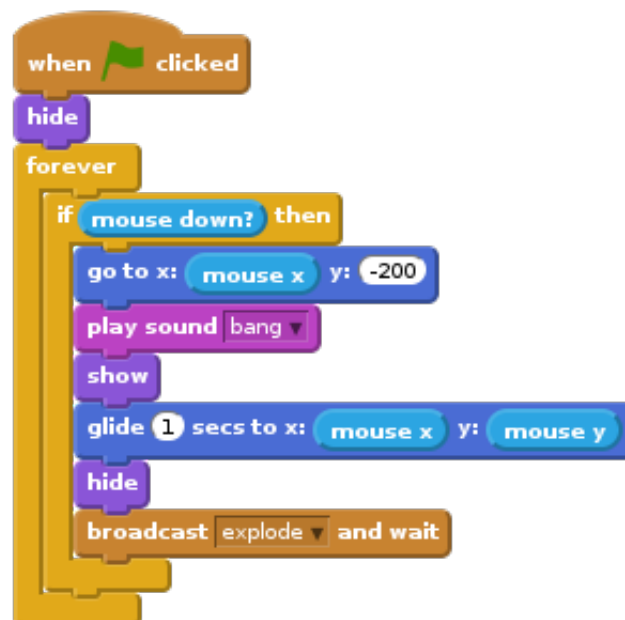 when clicked
hide
forever
if mouse down? then
go to x: mouse x y: -200
play sound bang
show
glide 1 secs to x: mouse x y: mouse y
hide
broadcast explode and wait